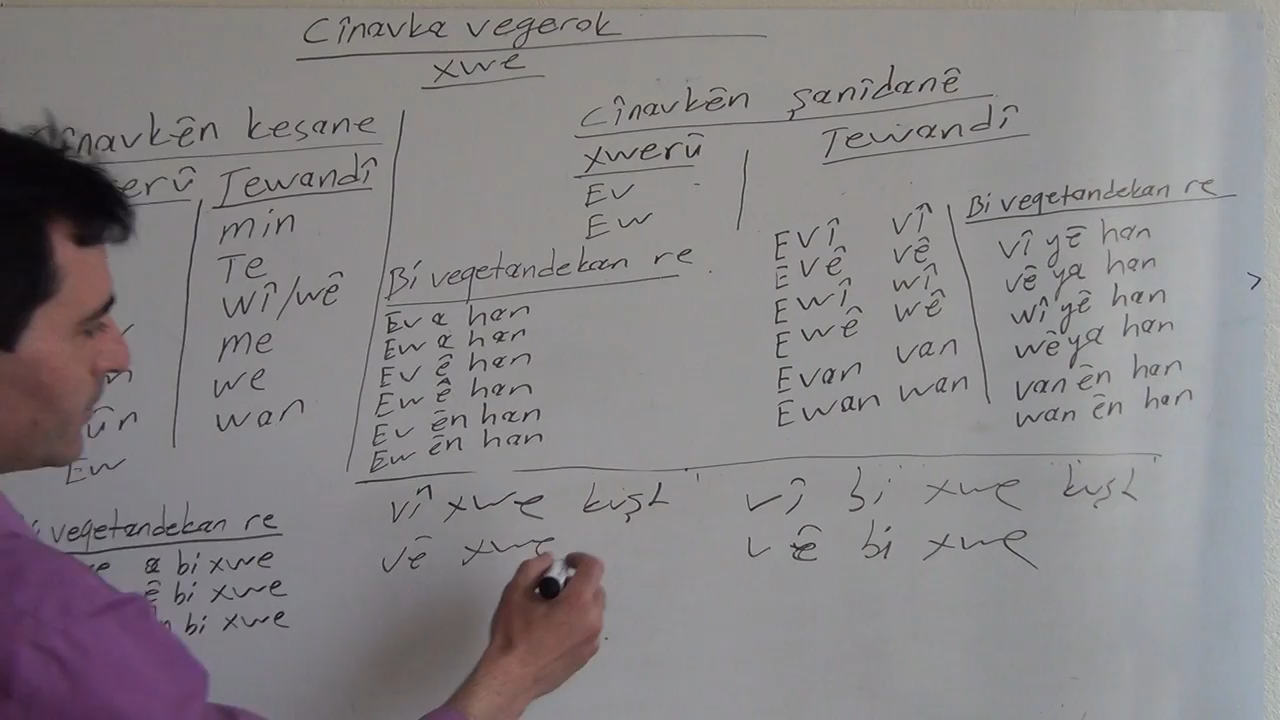 Cînavka vegerok
xwe
Cînavkên kesane
Tewandî
min
Te
wî/wê
me
we
wan
Ew
vegetandekan re
bi xwe
ê bi xwe
bi xwe
Cînavkên şanîdanê
xwerû
Ev
Ew
Bi vegetandekan re
Ev a han
Ew a han
Ev ê han
Ew ê han
Ev ên han
Ew ên han
Tewandî
Evî vî
Evê vê
Ewî wî
Ewê wê
Evan van
Ewan wan
Bi vegetandekan re
vî yê han
vê ya han
wî yê han
wê ya han
van ên han
wan ên han
vî xwe kuşt
vê xwe
vî bi xwe kuşt
vê bi xwe